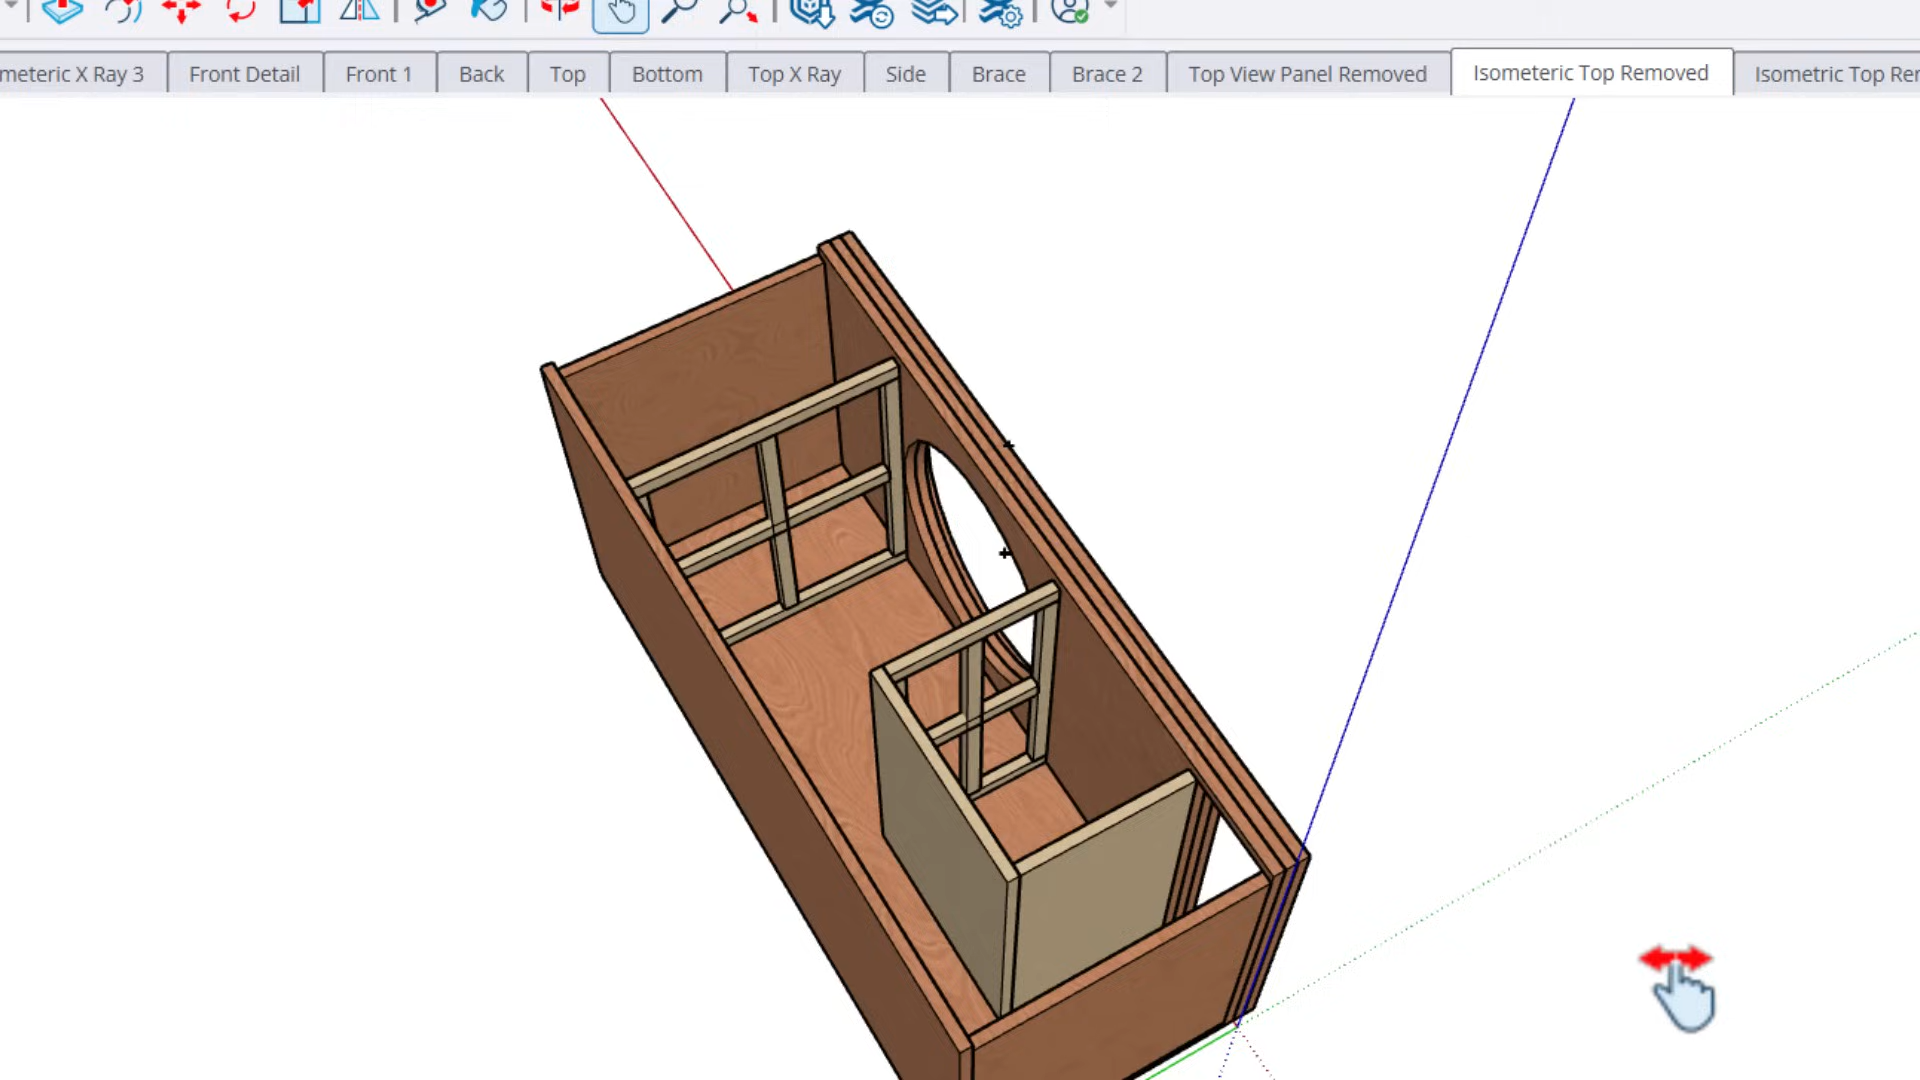 meteric X Ray 3 Front Detail Front 1 Back Top Bottom Top X Ray Side Brace Brace 2 Top View Panel Removed Isometeric Top Removed Isometric Top Rer